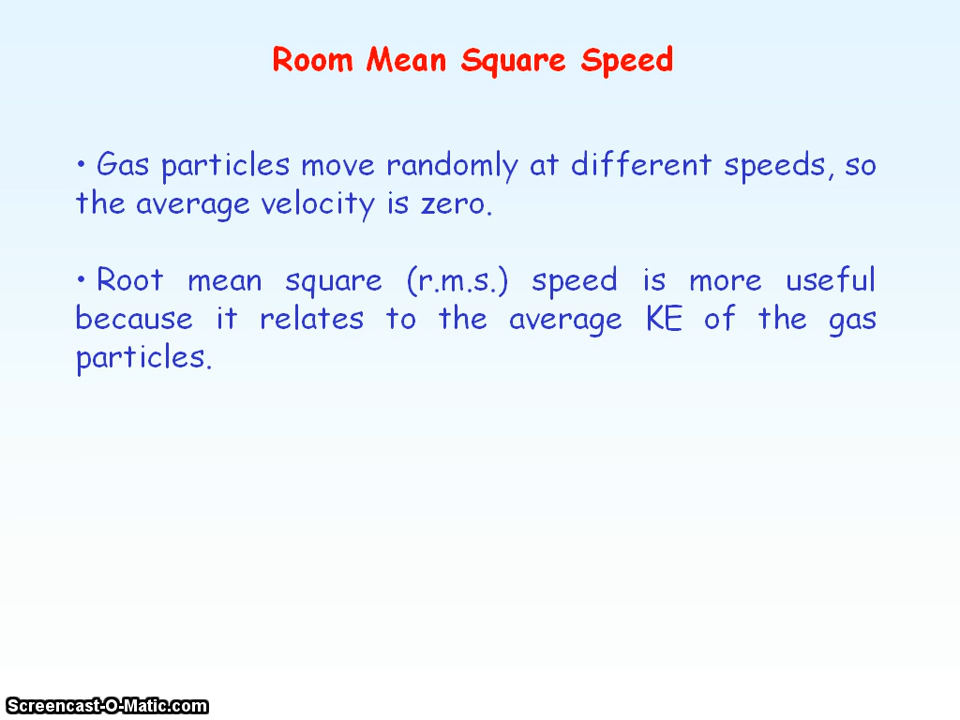 Room Mean Square Speed
• Gas particles move randomly at different speeds, so
the average velocity is zero.
• Root mean square (r.m.s.) speed is more useful
because it relates to the average KE of the gas
particles.
Screencast-O-Matic.com